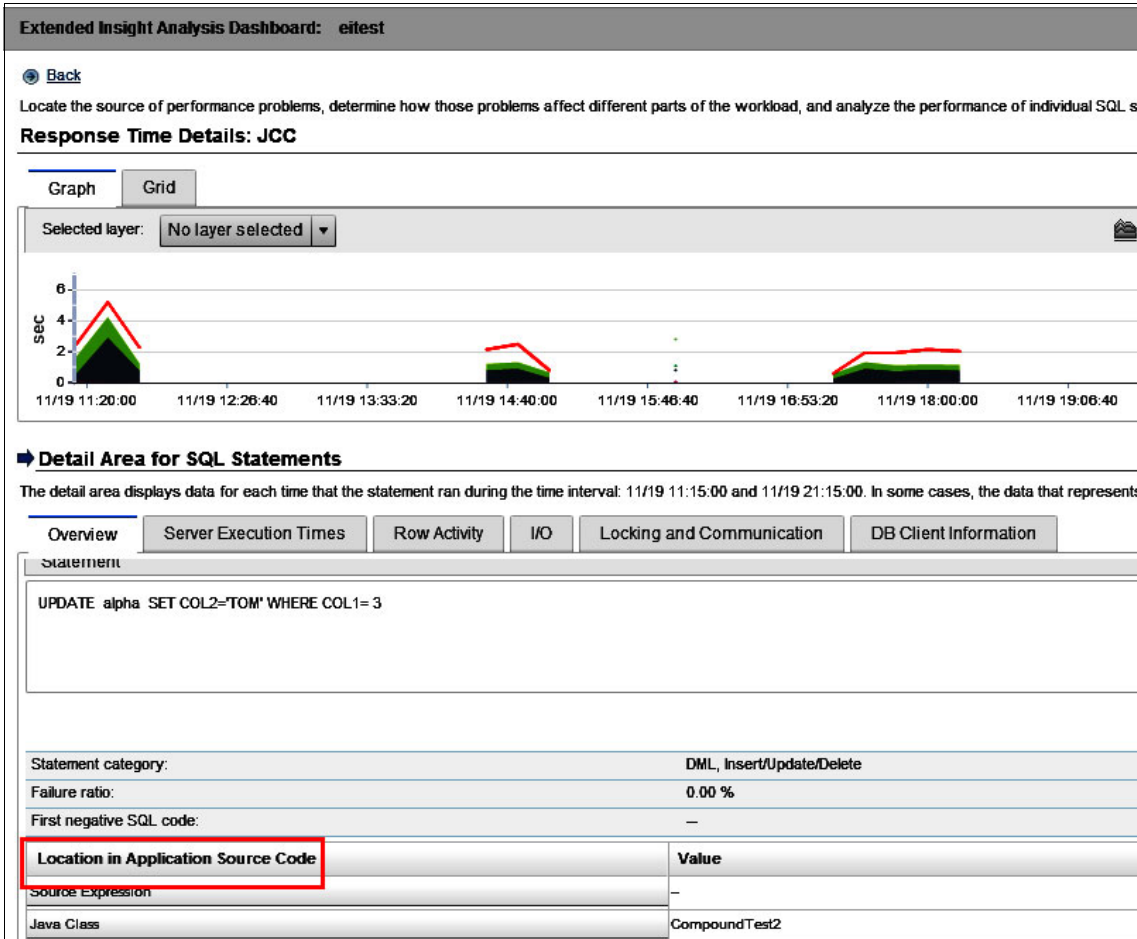 Extended Insight Analysis Dashboard: eitest
Back
Locate the source of performance problems, determine how those problems affect different parts of the workload, and analyze the performance of individual SQL s
Response Time Details: JCC
Graph Grid
Selected layer: No layer selected
6
4
2
0
sec
11/19 11:20:00 11/19 12:26:40 11/19 13:33:20 11/19 14:40:00 11/19 15:46:40 11/19 16:53:20 11/19 18:00:00 11/19 19:06:40
Detail Area for SQL Statements
The detail area displays data for each time that the statement ran during the time interval: 11/19 11:15:00 and 11/19 21:15:00. In some cases, the data that represents
Overview Server Execution Times Row Activity I/O Locking and Communication DB Client Information
Statement
UPDATE alpha SET COL2='TOM' WHERE COL1= 3
Statement category: DML, Insert/Update/Delete
Failure ratio: 0.00 %
First negative SQL code: –
Location in Application Source Code Value
Source Expression –
Java Class CompoundTest2